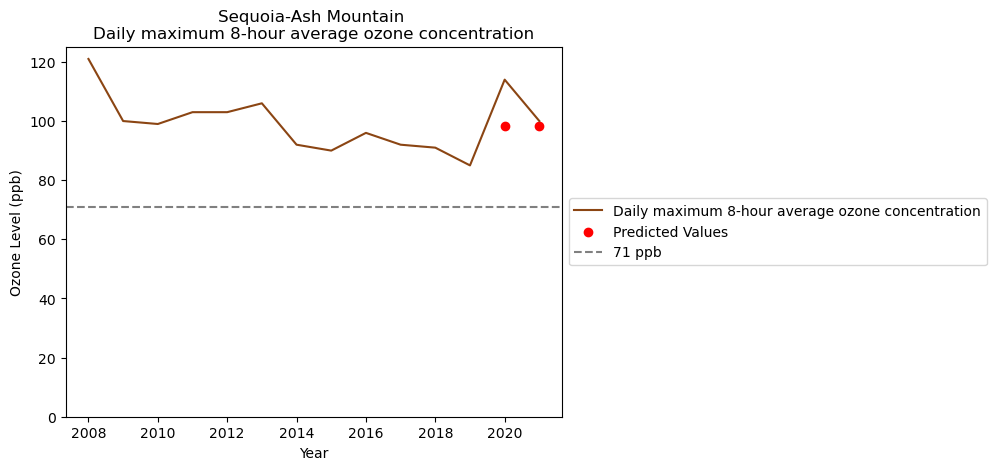 Sequoia-Ash Mountain
Daily maximum 8-hour average ozone concentration
120
100
80
60
40
20
0
Ozone Level (ppb)
2008 2010 2012 2014 2016 2018 2020
Year
Daily maximum 8-hour average ozone concentration
Predicted Values
71 ppb